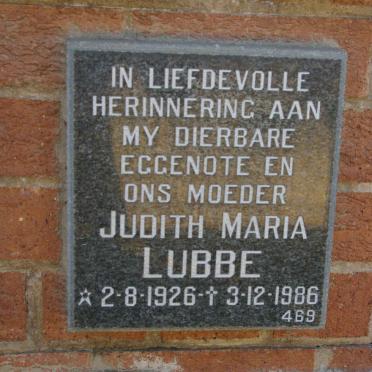 IN LIEFDEVOLLE
HERINNERING AAN
MY DIERBARE
EGGENOTE EN
ONS MOEDER
JUDITH MARIA
LUBBE
☆ 2-8-1926-✝ 3-12-1986
469